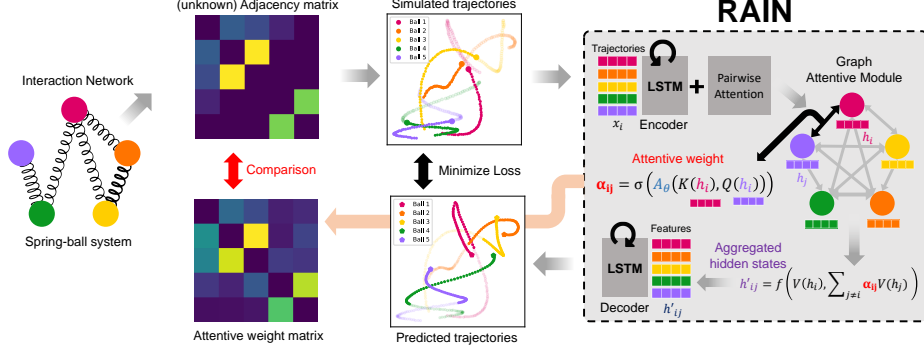 RAIN
(unknown) Adjacency matrix
Simulated trajectories
Interaction Network
Spring-ball system
Ball 1
Ball 2
Ball 3
Ball 4
Ball 5
Comparison
Minimize Loss
Attentive weight matrix
Ball 1
Ball 2
Ball 3
Ball 4
Ball 5
Predicted trajectories
Trajectories
x_i
LSTM
Encoder
+
Pairwise
Attention
Graph
Attentive Module
h_i
h_j
Attentive weight
α_ij = σ(A_θ(K(h_i), Q(h_i)))
Features
LSTM
Decoder
h'_ij
Aggregated
hidden states
h'_ij = f(V(h_i), ∑_{j≠i} α_ij V(h_j))